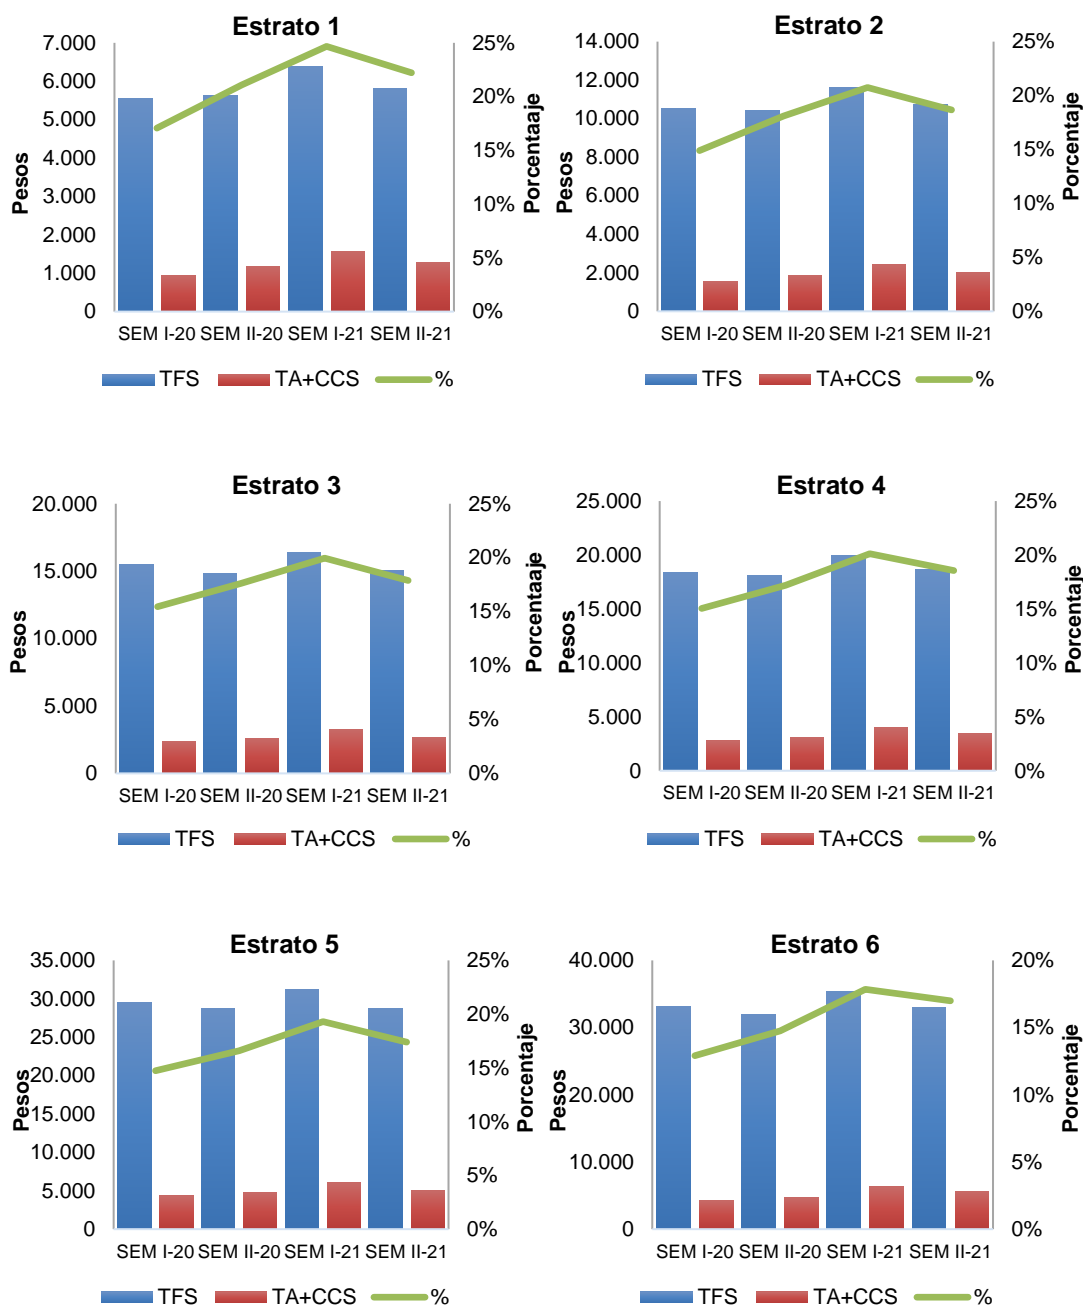 Estrato 1
7.000
6.000
5.000
4.000
3.000
2.000
1.000
0
Pesos
25%
20%
15%
10%
5%
0%
Porcentaaje
SEM I-20 SEM II-20 SEM I-21 SEM II-21
TFS TA+CCS %
Estrato 2
14.000
12.000
10.000
8.000
6.000
4.000
2.000
0
Pesos
25%
20%
15%
10%
5%
0%
Porcentaje
SEM I-20 SEM II-20 SEM I-21 SEM II-21
TFS TA+CCS %
Estrato 3
20.000
15.000
10.000
5.000
0
Pesos
25%
20%
15%
10%
5%
0%
Porcentaaje
SEM I-20 SEM II-20 SEM I-21 SEM II-21
TFS TA+CCS %
Estrato 4
25.000
20.000
15.000
10.000
5.000
0
Pesos
25%
20%
15%
10%
5%
0%
Porcentaje
SEM I-20 SEM II-20 SEM I-21 SEM II-21
TFS TA+CCS %
Estrato 5
35.000
30.000
25.000
20.000
15.000
10.000
5.000
0
Pesos
25%
20%
15%
10%
5%
0%
Porcentaje
SEM I-20 SEM II-20 SEM I-21 SEM II-21
TFS TA+CCS %
Estrato 6
40.000
30.000
20.000
10.000
0
Pesos
20%
15%
10%
5%
0%
Porcentaje
SEM I-20 SEM II-20 SEM I-21 SEM II-21
TFS TA+CCS %